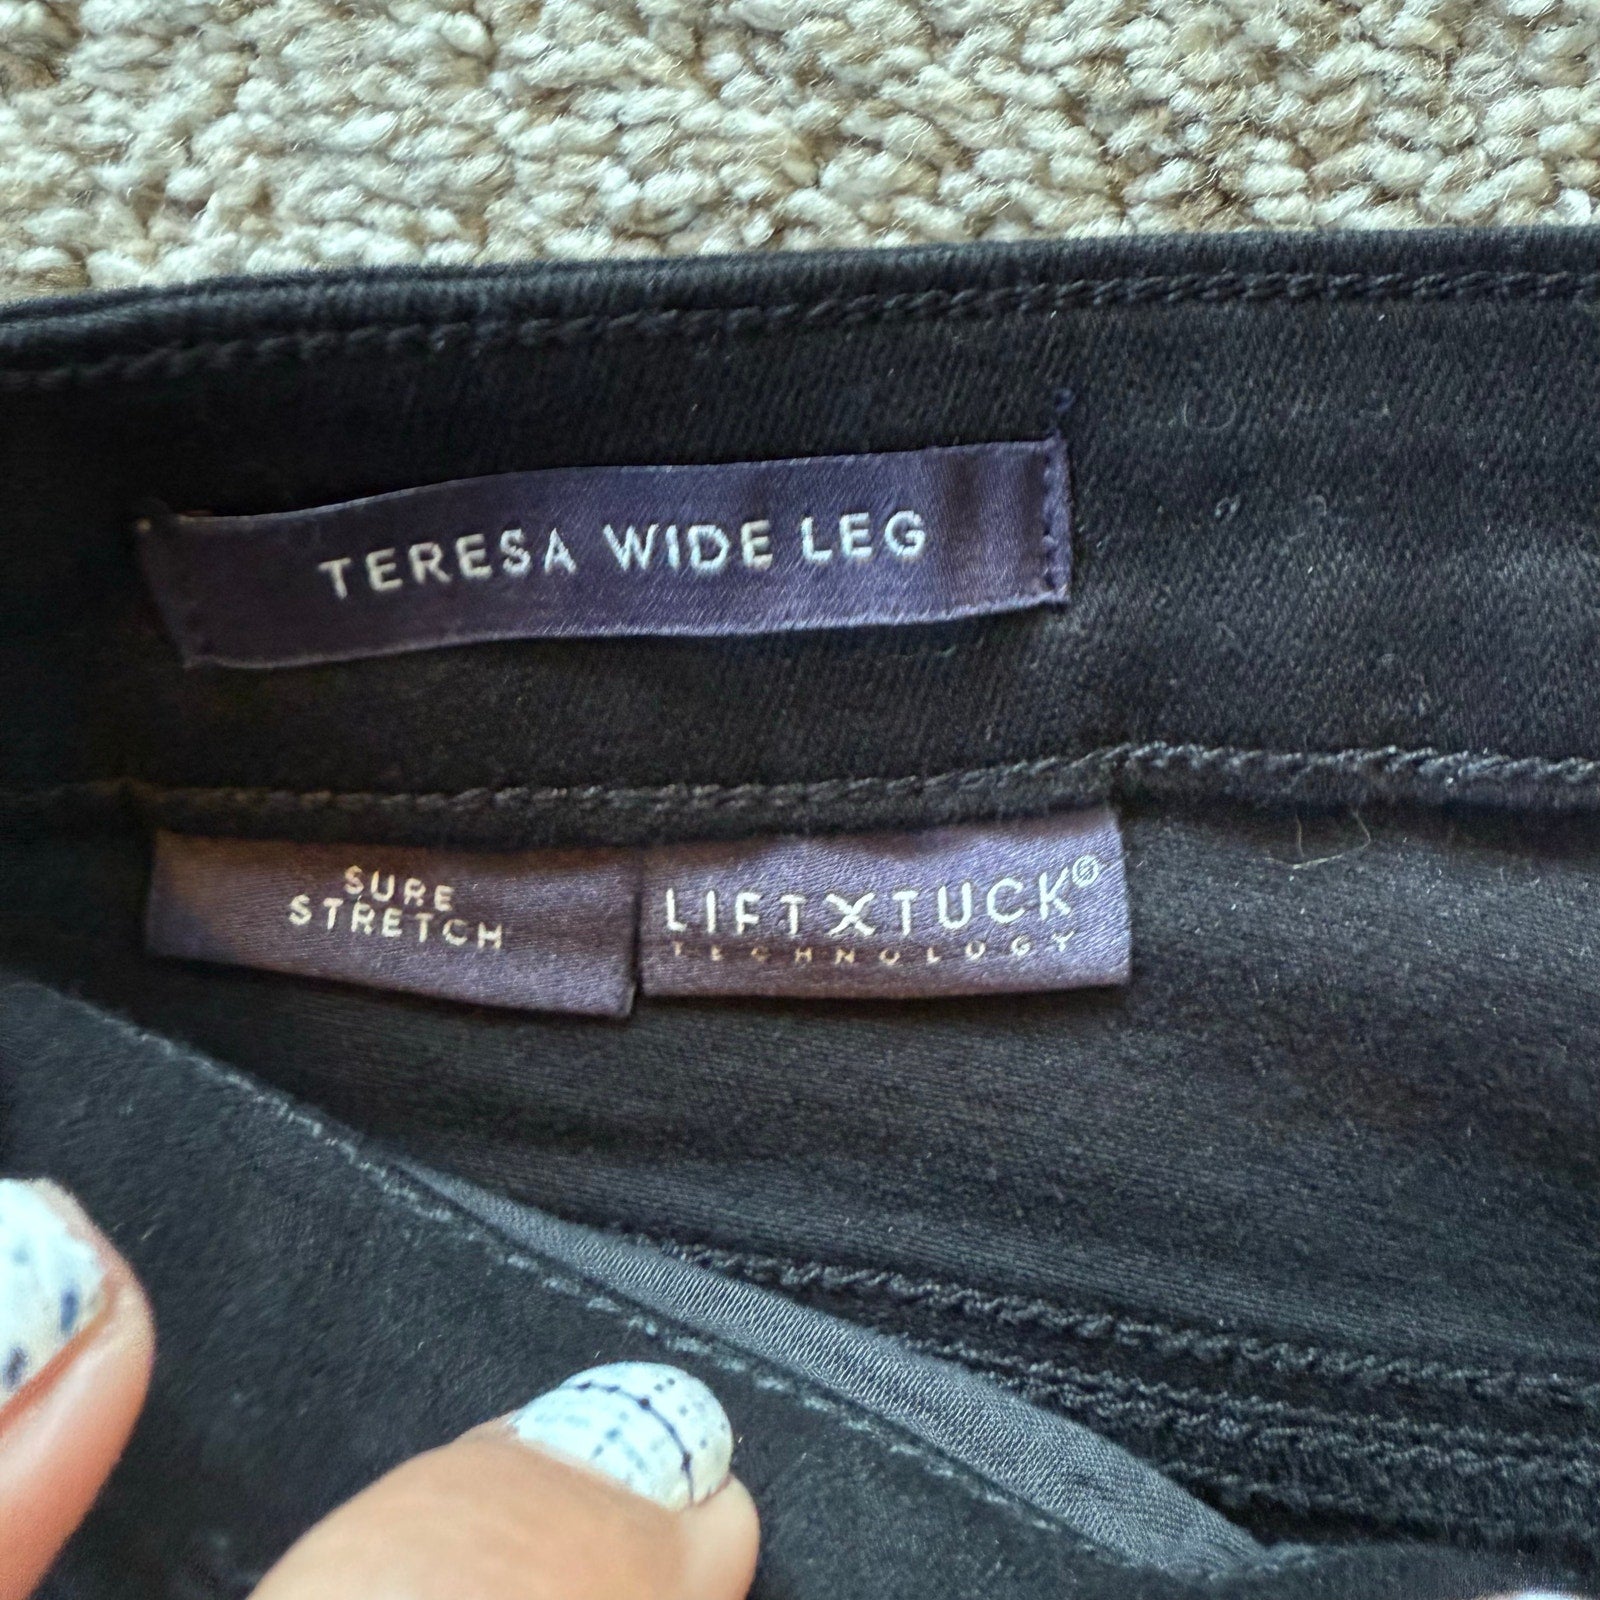 TERESA WIDE LEG
SURE
STRETCH
LIFTXTUCK®
TECHNOLOGY